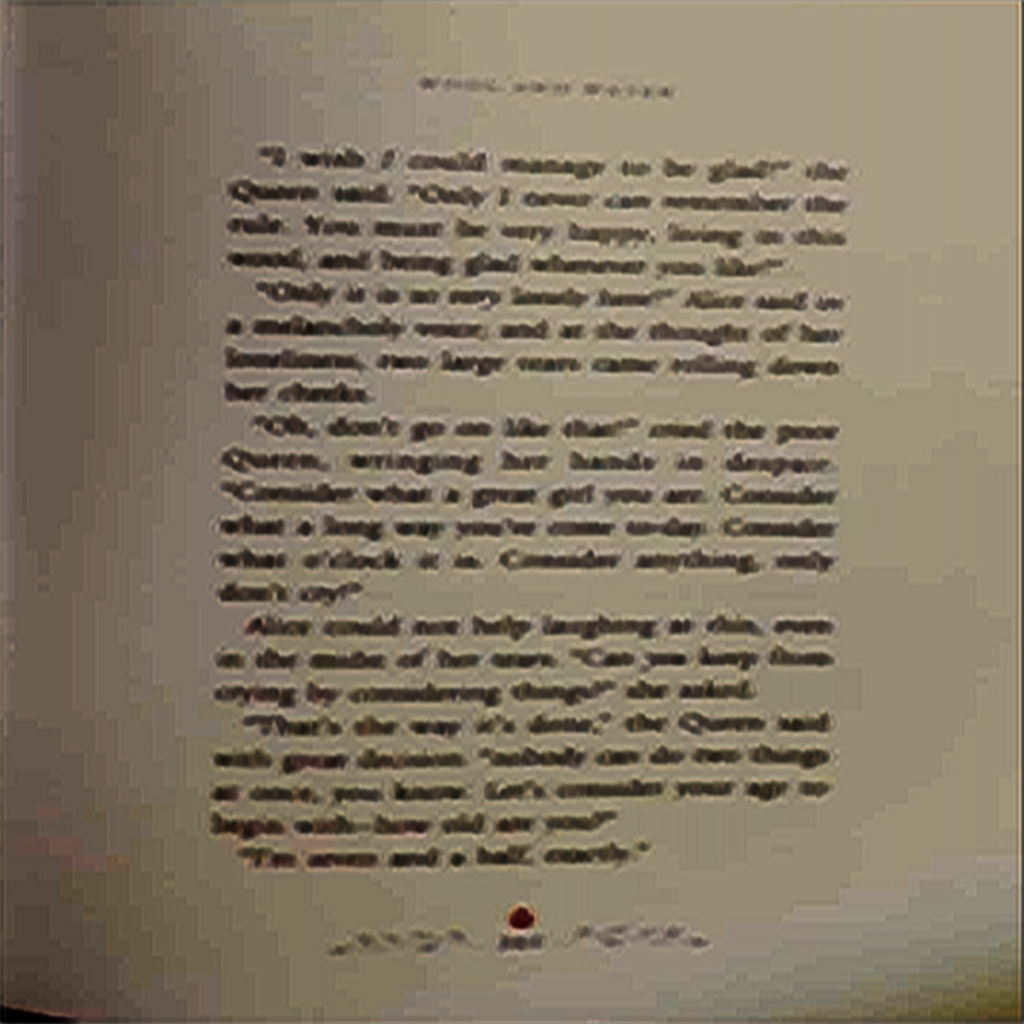 WOOL AND WATER
"I wish I could manage to be glad!" the
Queen said. "Only I never can remember the
rule. You must be very happy, living in this
wood, and being glad whenever you like!"
"Only it is so very lonely here!" Alice said in
a melancholy voice; and at the thought of her
loneliness, two large tears came rolling down
her cheeks.
"Oh, don't go on like that!" cried the poor
Queen, wringing her hands in despair.
"Consider what a great girl you are. Consider
what a long way you've come to-day. Consider
what o'clock it is. Consider anything, only
don't cry!"
Alice could not help laughing at this, even
in the midst of her tears. "Can you keep from
crying by considering things?" she asked.
"That's the way it's done," the Queen said
with great decision: "nobody can do two things
at once, you know. Let's consider your age to
begin with—how old are you?"
"I'm seven and a half, exactly."